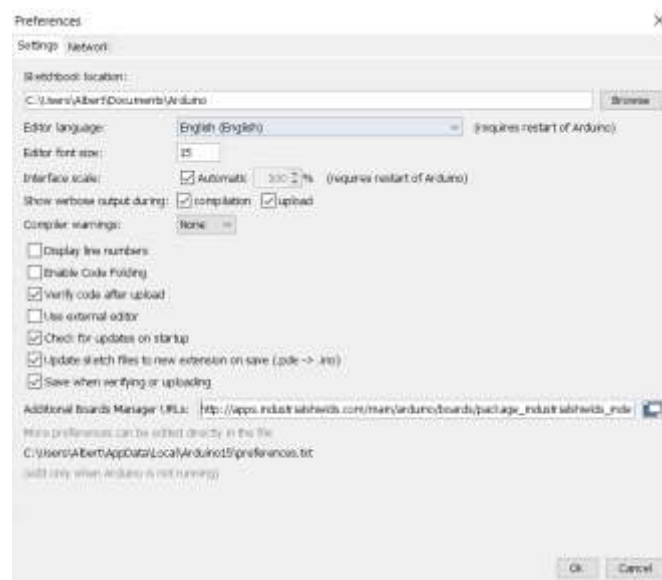 Preferences
Settings Network
Sketchbook location:
C:\Users\Albert\Documents\Arduino Browse
Editor language: English (English) (requires restart of Arduino)
Editor font size: 15
Interface scale: Automatic 100 % (requires restart of Arduino)
Show verbose output during: compilation upload
Compiler warnings: None
Display line numbers
Enable Code Folding
Verify code after upload
Use external editor
Check for updates on startup
Update sketch files to new extension on save (.pde -> .ino)
Save when verifying or uploading
Additional Boards Manager URLs: http://apps.industrialshields.com/main/arduino/boards/package_industrialshields_inde
More preferences can be edited directly in the file
C:\Users\Albert\AppData\Local\Arduino15\preferences.txt
(edit only when Arduino is not running)
OK Cancel